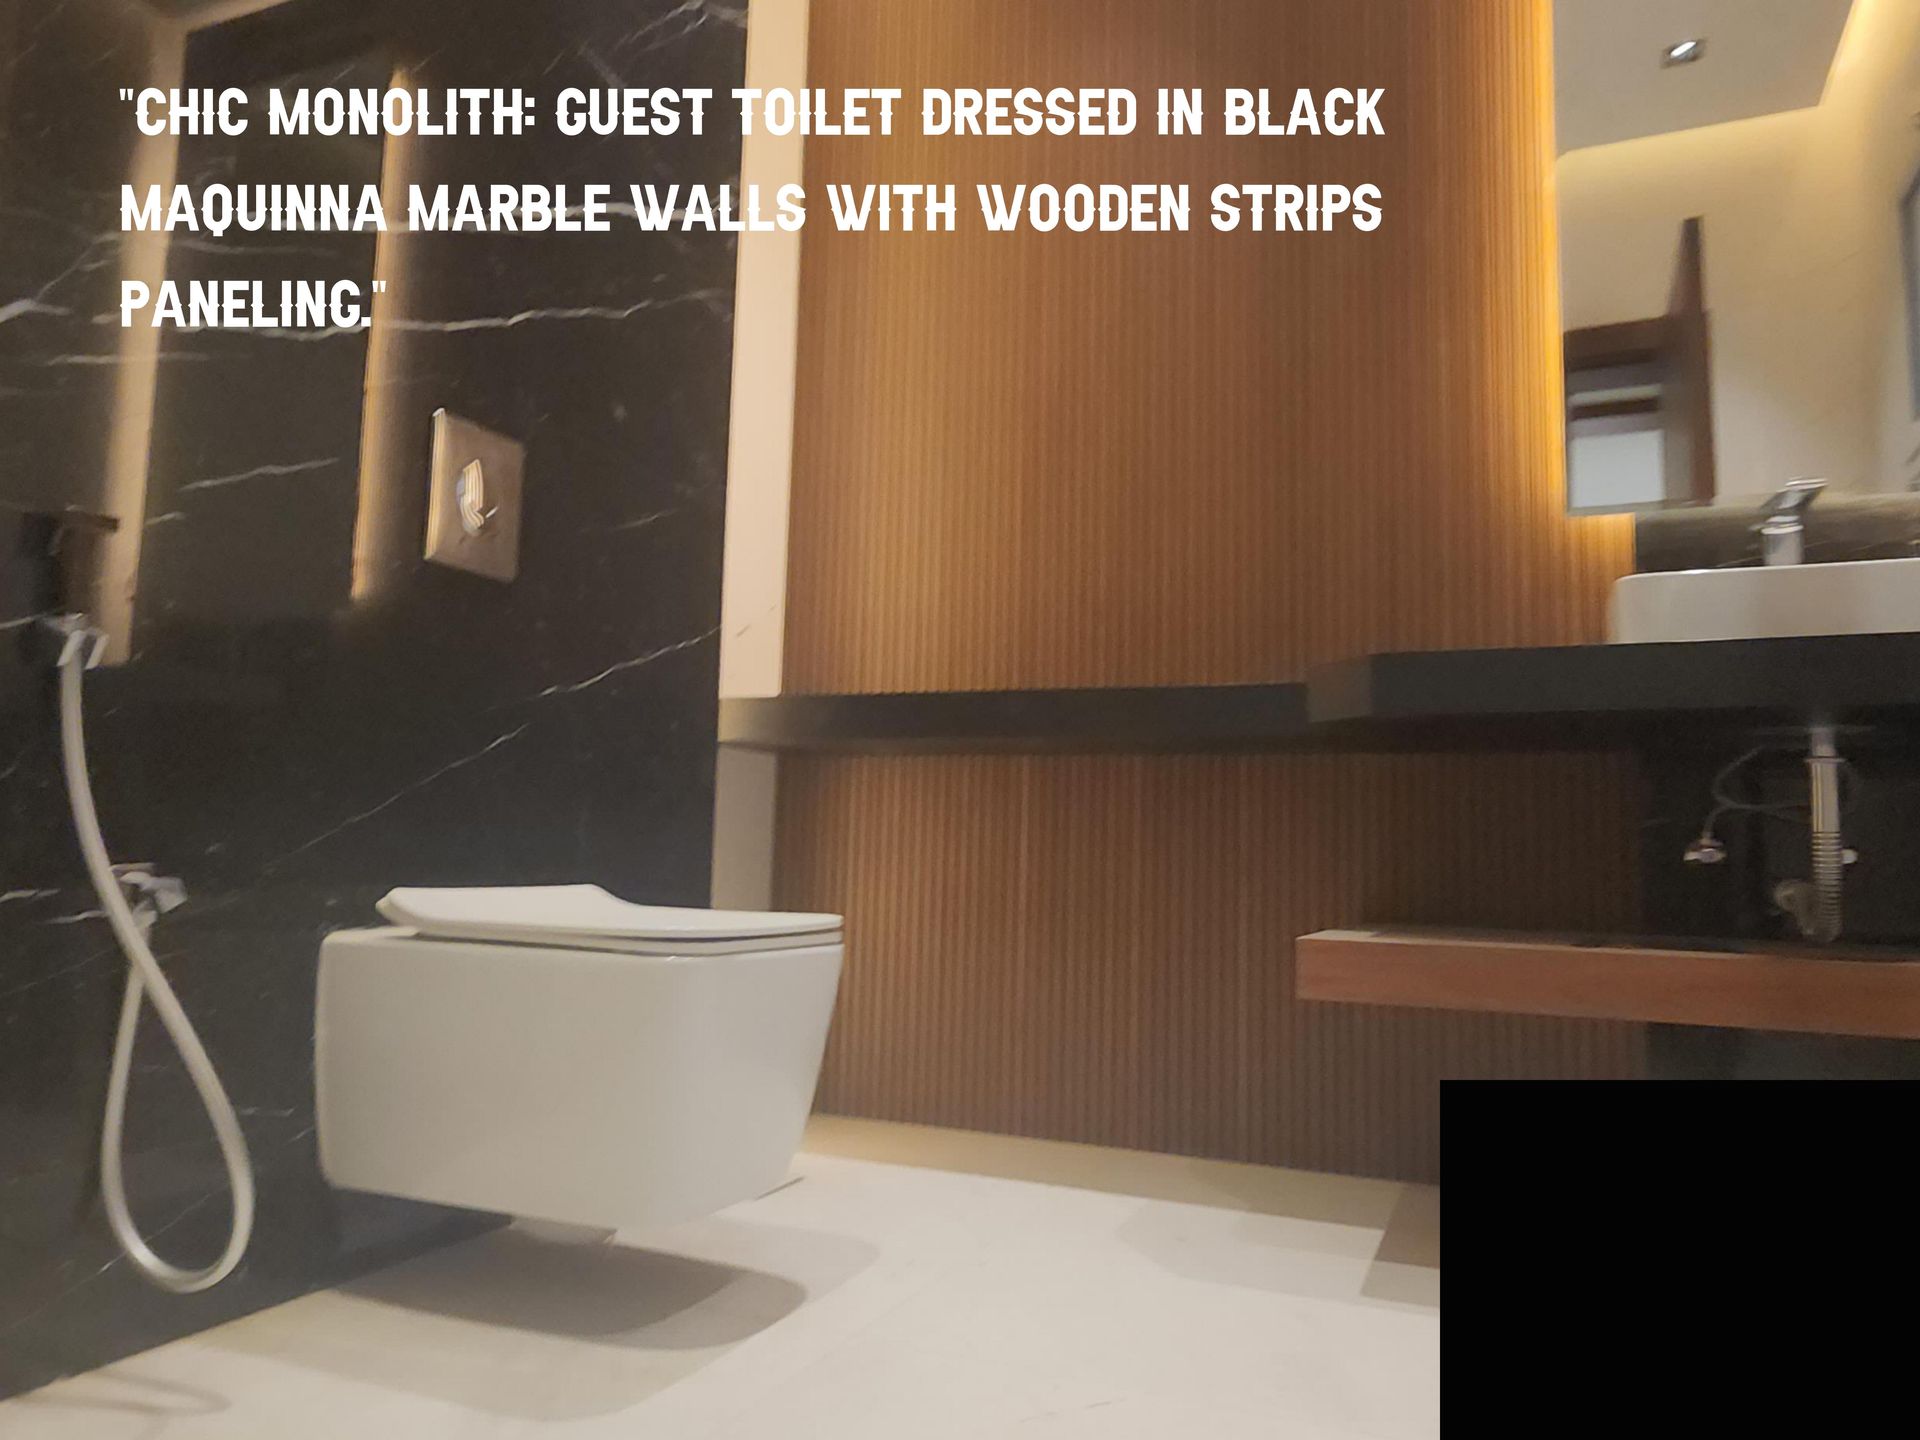 "CHIC MONOLITH: GUEST TOILET DRESSED IN BLACK
MAQUINNA MARBLE WALLS WITH WOODEN STRIPS
PANELING."